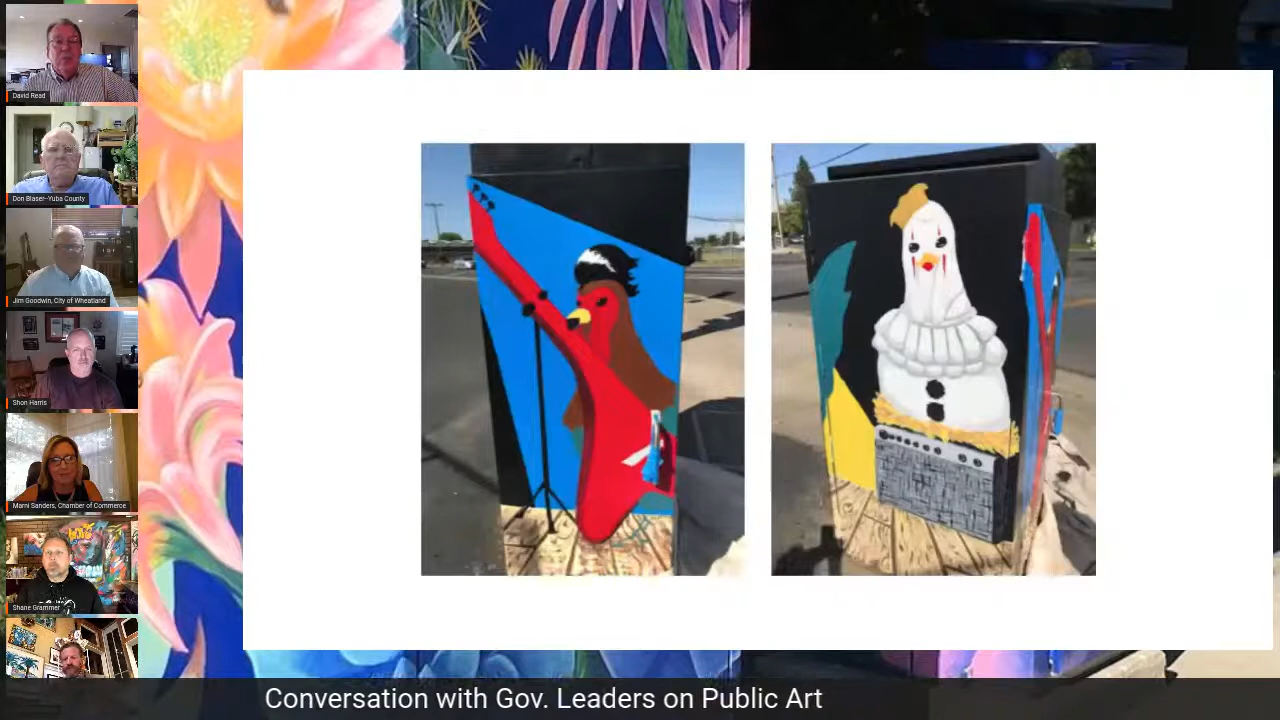 David Read
Don Blaser--Yuba County
Jim Goodwin, City of Wheatland
Shon Harris
Marni Sanders, Chamber of Commerce
Shane Grammer
Conversation with Gov. Leaders on Public Art